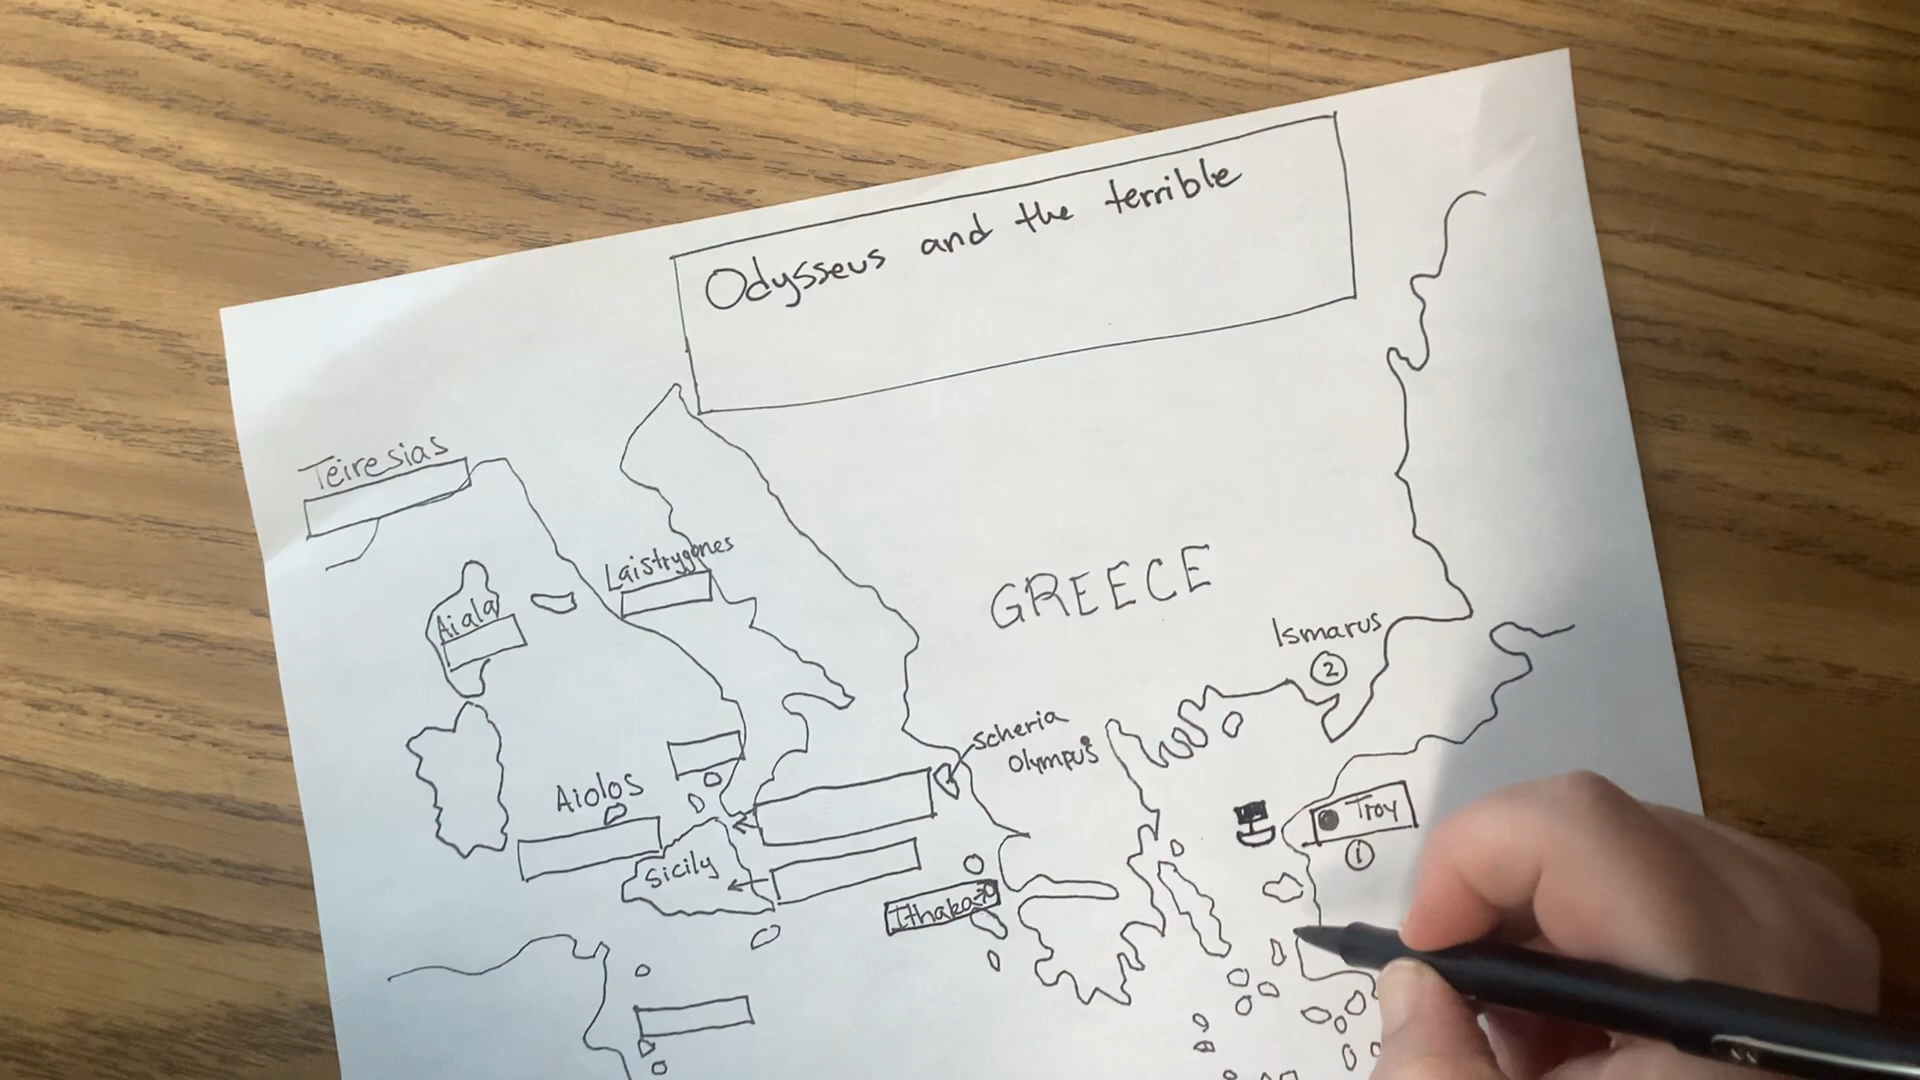 Odysseus and the terrible
Teiresias
Laistrygones
GREECE
Aiala
Ismarus
2
Scheria
Olympus
Aiolos
Troy
1
Sicily
Ithaka